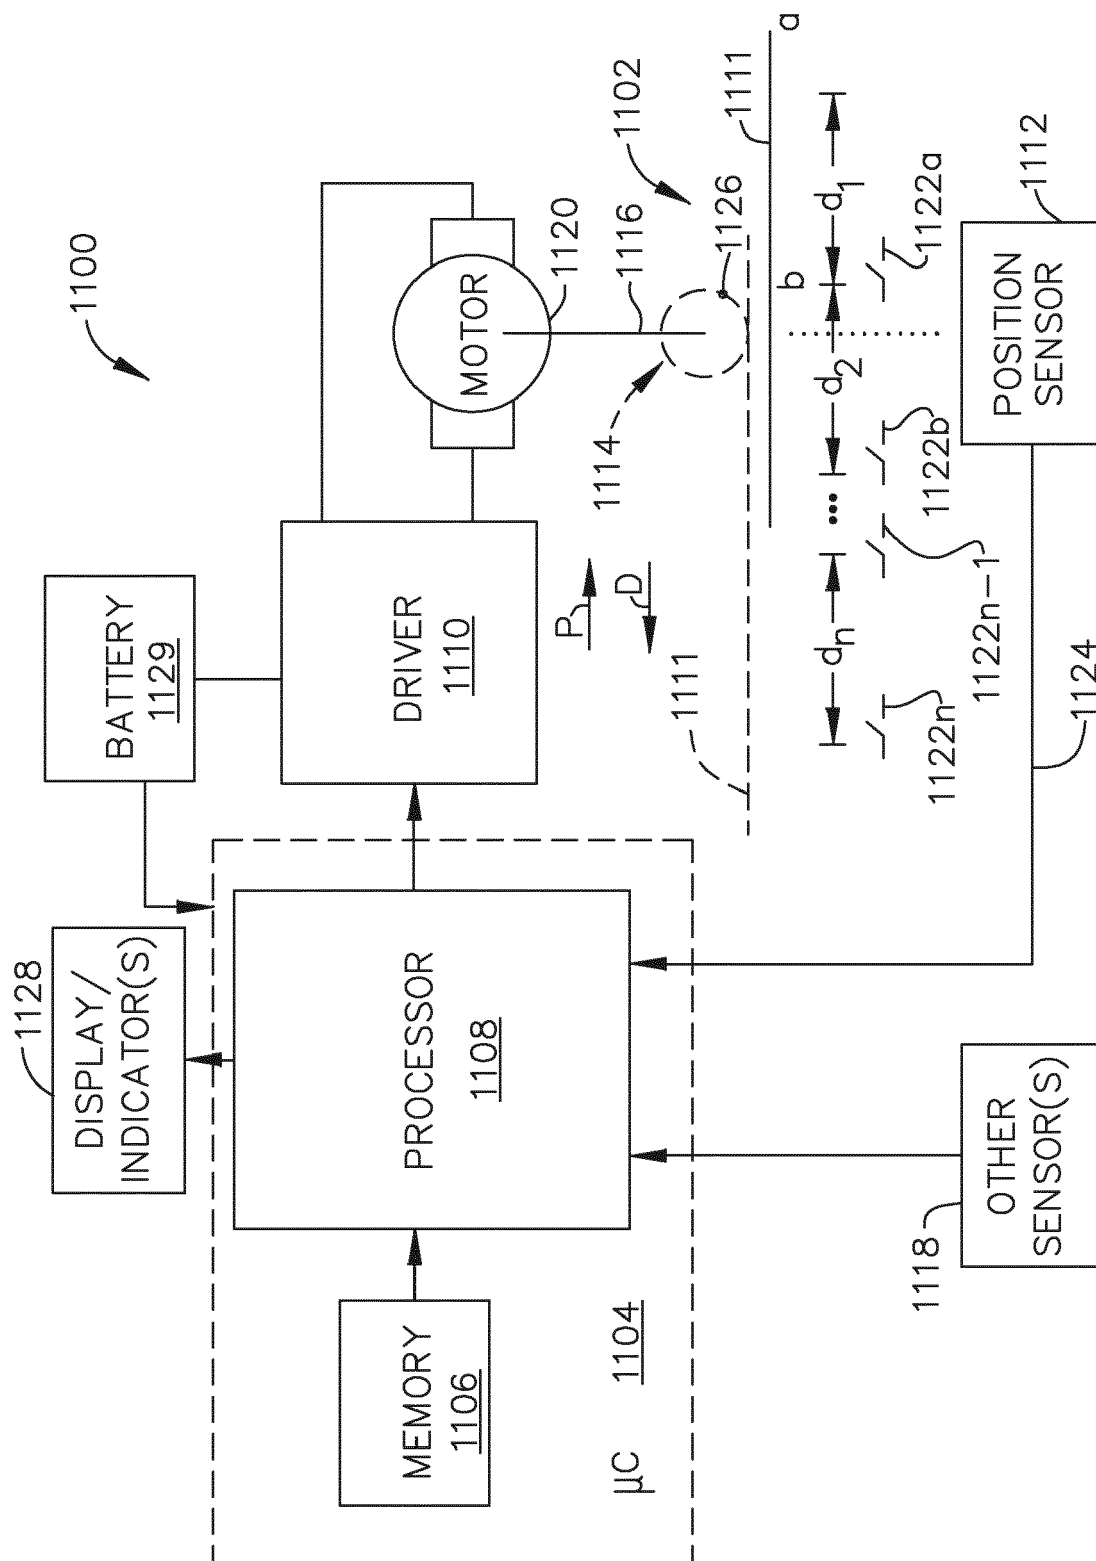 1100
BATTERY
1129
1128
DISPLAY/
INDICATOR(S)
DRIVER
1110
MOTOR
1120
1116
1102
1126
1114
P
D
PROCESSOR
1108
MEMORY
1106
µC
1104
1111
1111
a
b
d1
d2
dn
1122a
1122b
1122n-1
1122n
POSITION
SENSOR
1112
1124
OTHER
SENSOR(S)
1118